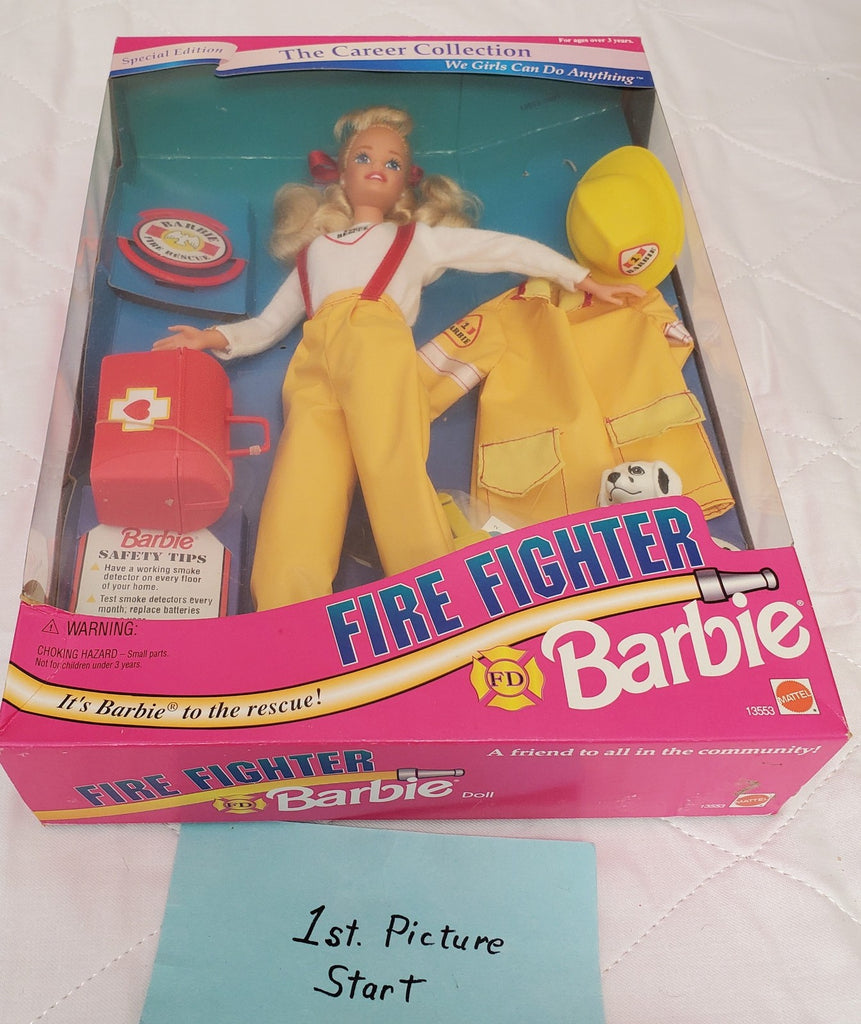 For ages over 3 years.
Special Edition
The Career Collection
We Girls Can Do Anything™
BARBIE
FIRE RESCUE
1
BARBIE
1
Barbie
SAFETY TIPS
Have a working smoke
detector on every floor
of your home.
Test smoke detectors every
month; replace batteries
⚠ WARNING:
CHOKING HAZARD – Small parts.
Not for children under 3 years.
FIRE FIGHTER
Barbie®
FD
It's Barbie® to the rescue!
13553
MATTEL
FIRE FIGHTER
FD
Barbie® Doll
A friend to all in the community!
13553
MATTEL
1st. Picture
Start